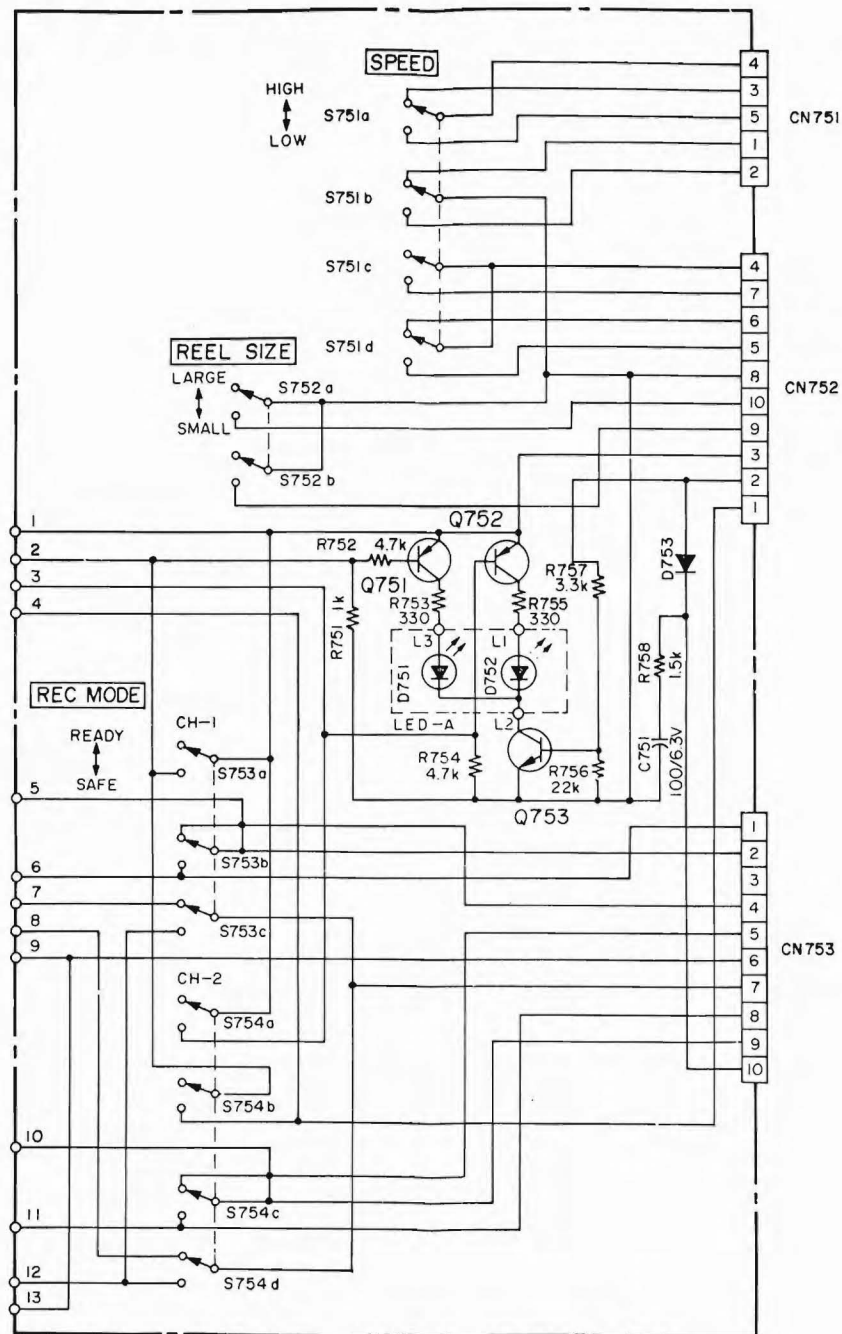 SPEED
HIGH
LOW
S751a
S751b
S751c
S751d
4
3
5
1
2
CN751
REEL SIZE
LARGE
SMALL
S752a
S752b
4
7
6
5
8
10
9
3
2
1
CN752
1
2
3
4
R752 4.7k
Q751
Q752
R751 1k
R753
330
R755
330
R757
3.3k
D753
L3
L1
D751
D752
LED-A
L2
R758
1.5k
C751
100/6.3V
R754
4.7k
R756
22k
Q753
REC MODE
READY
SAFE
CH-1
S753a
S753b
S753c
5
6
7
8
9
CH-2
S754a
S754b
S754c
S754d
10
11
12
13
1
2
3
4
5
6
7
8
9
10
CN753